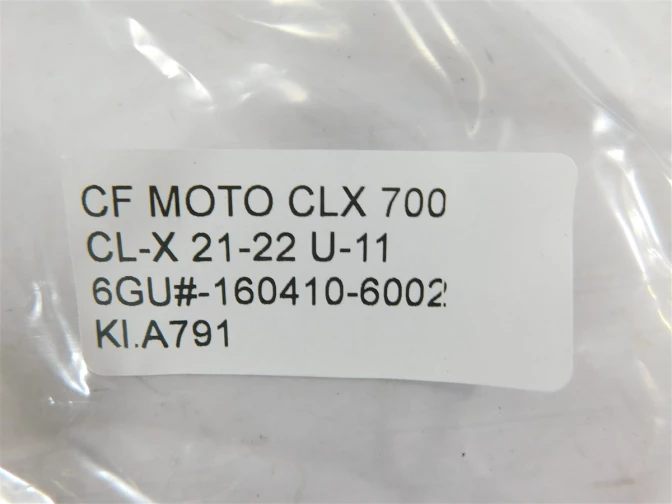 CF MOTO CLX 700
CL-X 21-22 U-11
6GU#-160410-6002
KI.A791